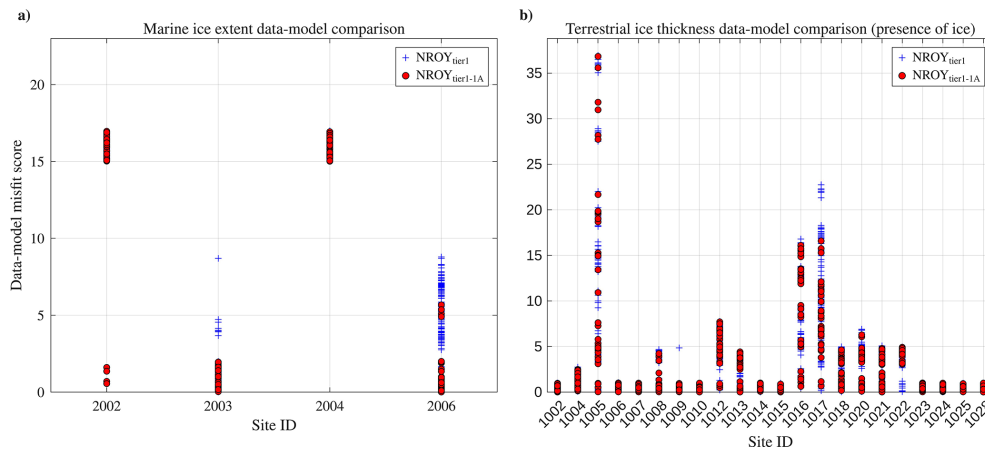 a)
Marine ice extent data-model comparison
NROYtier1
NROYtier1-1A
20
15
10
5
0
Data-model misfit score
2002 2003 2004 2006
Site ID
b)
Terrestrial ice thickness data-model comparison (presence of ice)
NROYtier1
NROYtier1-1A
35
30
25
20
15
10
5
0
1002 1004 1005 1006 1007 1008 1009 1010 1012 1013 1014 1015 1016 1017 1018 1020 1021 1022 1023 1024 1025
Site ID